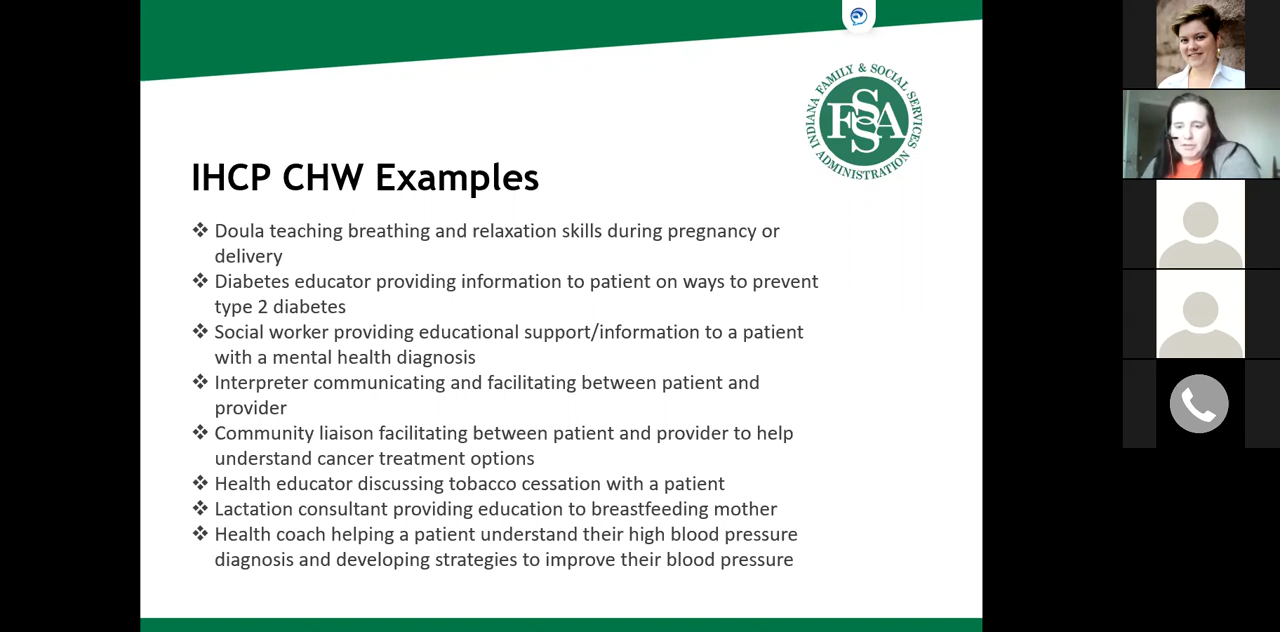 INDIANA FAMILY & SOCIAL SERVICES ADMINISTRATION
FSSA
IHCP CHW Examples
❖ Doula teaching breathing and relaxation skills during pregnancy or
delivery
❖ Diabetes educator providing information to patient on ways to prevent
type 2 diabetes
❖ Social worker providing educational support/information to a patient
with a mental health diagnosis
❖ Interpreter communicating and facilitating between patient and
provider
❖ Community liaison facilitating between patient and provider to help
understand cancer treatment options
❖ Health educator discussing tobacco cessation with a patient
❖ Lactation consultant providing education to breastfeeding mother
❖ Health coach helping a patient understand their high blood pressure
diagnosis and developing strategies to improve their blood pressure